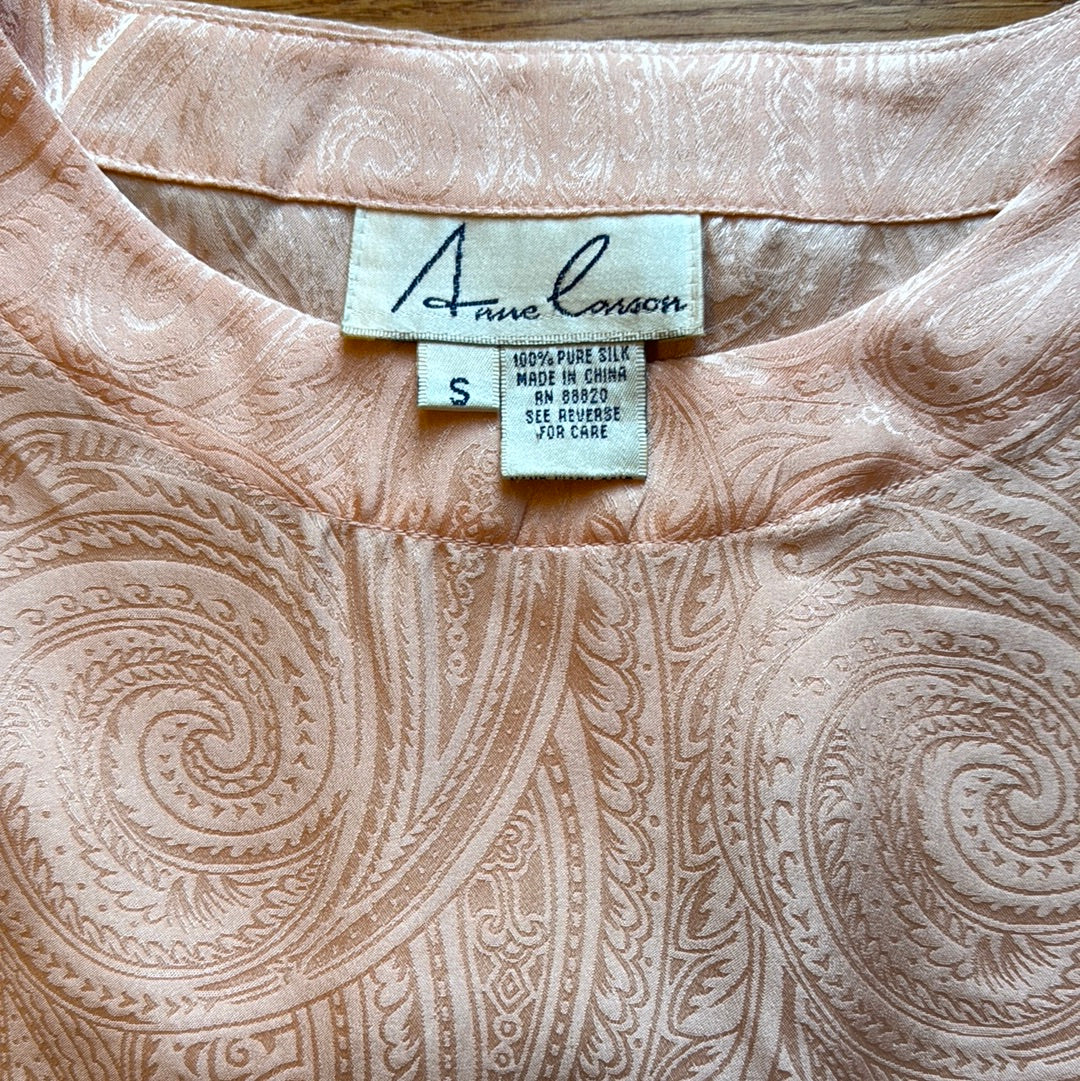 Anne Carson
S
100% PURE SILK
MADE IN CHINA
RN 88820
SEE REVERSE
FOR CARE